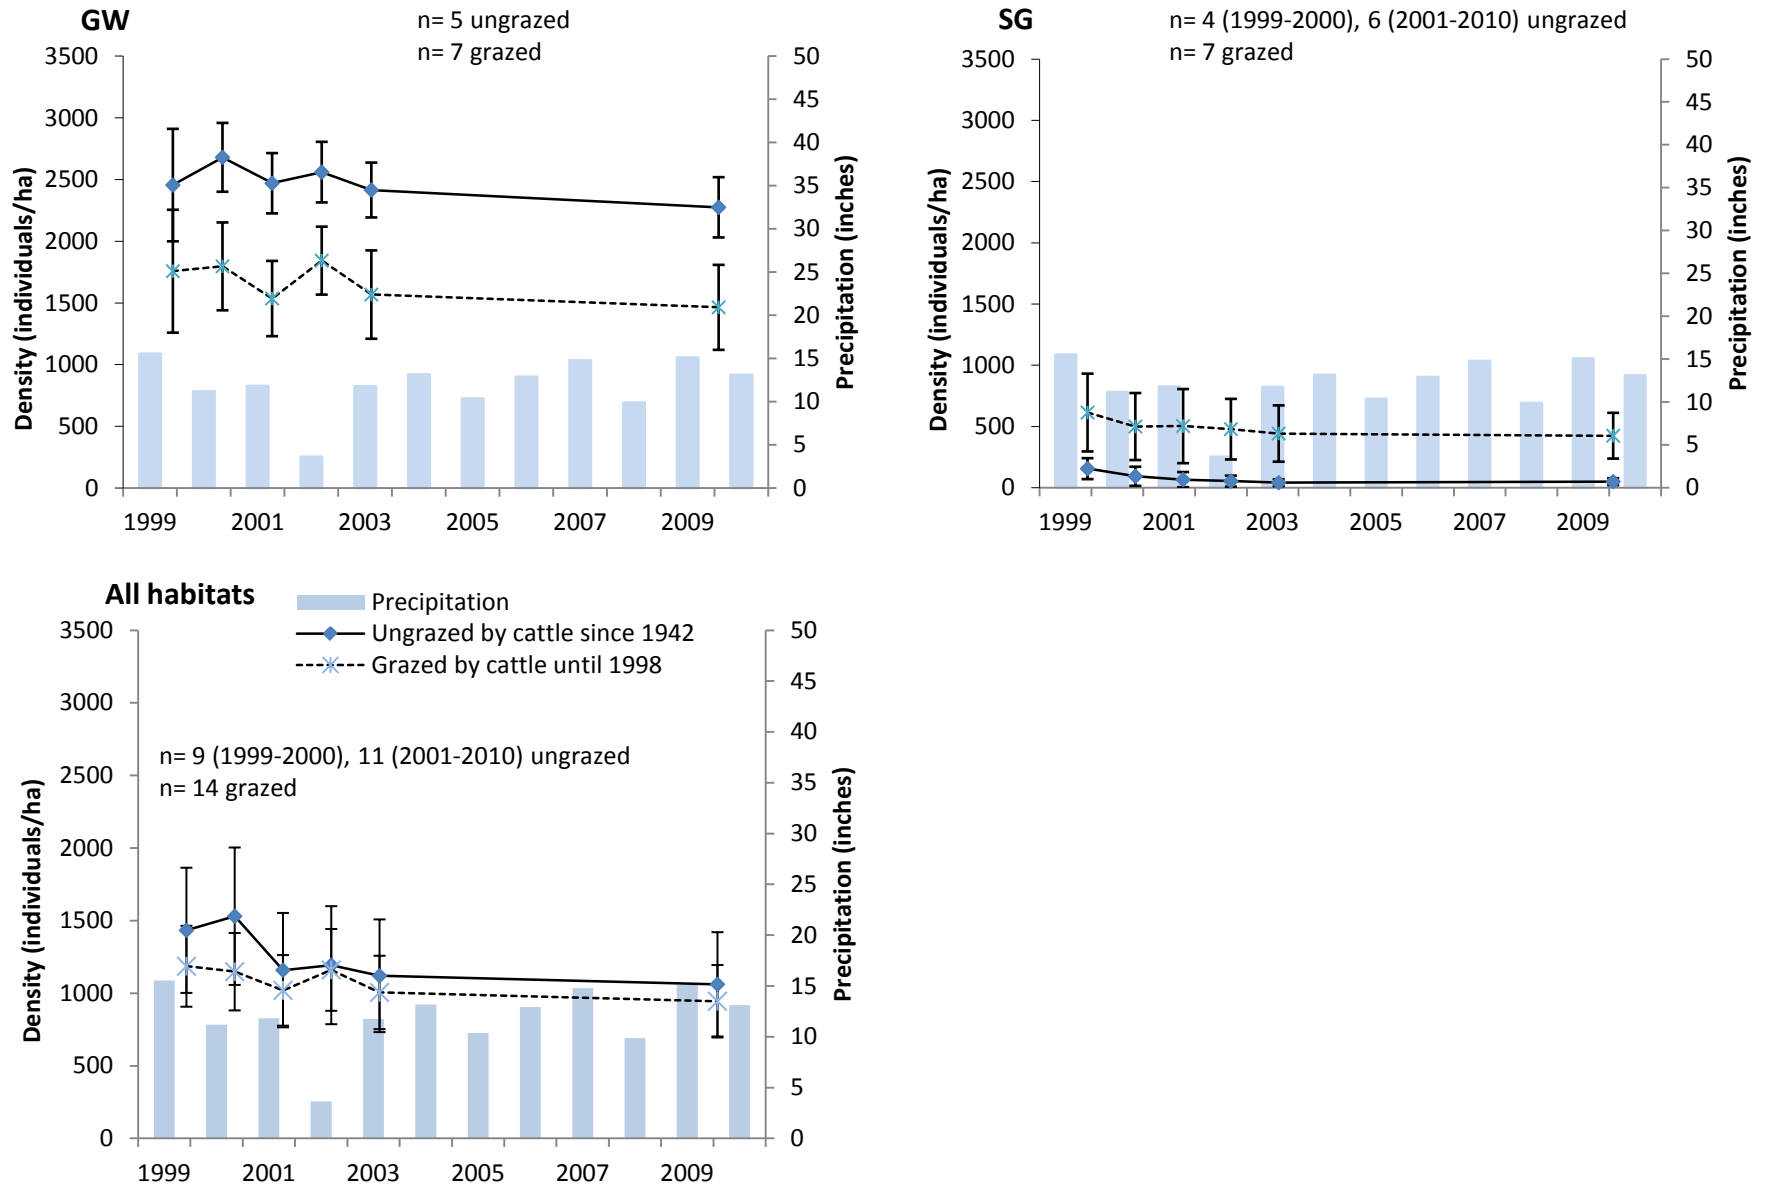 GW
n= 5 ungrazed
n= 7 grazed
3500
3000
2500
2000
1500
1000
500
0
Density (individuals/ha)
50
45
40
35
30
25
20
15
10
5
0
Precipitation (inches)
1999 2001 2003 2005 2007 2009
SG
n= 4 (1999-2000), 6 (2001-2010) ungrazed
n= 7 grazed
3500
3000
2500
2000
1500
1000
500
0
Density (individuals/ha)
50
45
40
35
30
25
20
15
10
5
0
Precipitation (inches)
1999 2001 2003 2005 2007 2009
All habitats
Precipitation
Ungrazed by cattle since 1942
Grazed by cattle until 1998
n= 9 (1999-2000), 11 (2001-2010) ungrazed
n= 14 grazed
3500
3000
2500
2000
1500
1000
500
0
Density (individuals/ha)
50
45
40
35
30
25
20
15
10
5
0
Precipitation (inches)
1999 2001 2003 2005 2007 2009